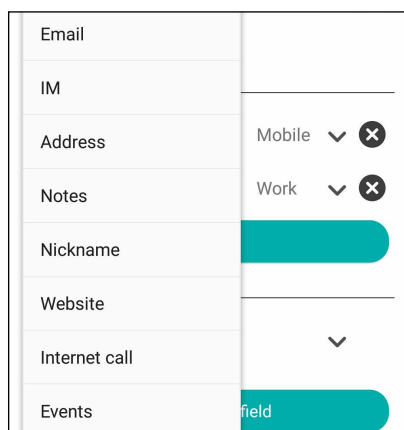 Email
IM
Address
Mobile
Notes
Work
Nickname
Website
Internet call
Events
field